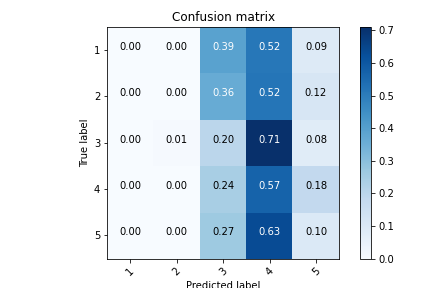 Confusion matrix
1 0.00 0.00 0.39 0.52 0.09
2 0.00 0.00 0.36 0.52 0.12
3 0.00 0.01 0.20 0.71 0.08
4 0.00 0.00 0.24 0.57 0.18
5 0.00 0.00 0.27 0.63 0.10
1 2 3 4 5
True label
Predicted label
0.7
0.6
0.5
0.4
0.3
0.2
0.1
0.0